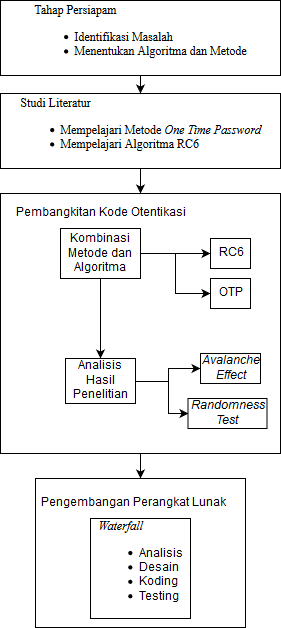 Tahap Persiapam
• Identifikasi Masalah
• Menentukan Algoritma dan Metode
Studi Literatur
• Mempelajari Metode One Time Password
• Mempelajari Algoritma RC6
Pembangkitan Kode Otentikasi
Kombinasi
Metode dan
Algoritma
RC6
OTP
Analisis
Hasil
Penelitian
Avalanche
Effect
Randomness
Test
Pengembangan Perangkat Lunak
Waterfall
• Analisis
• Desain
• Koding
• Testing